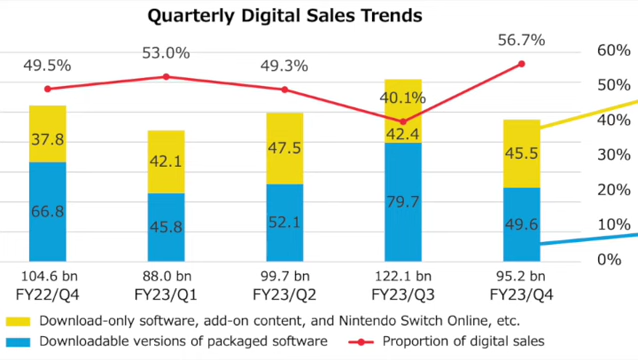 Quarterly Digital Sales Trends
49.5% 53.0% 49.3% 40.1% 56.7%
60%
50%
40%
30%
20%
10%
0%
37.8 42.1 47.5 42.4 45.5
66.8 45.8 52.1 79.7 49.6
104.6 bn 88.0 bn 99.7 bn 122.1 bn 95.2 bn
FY22/Q4 FY23/Q1 FY23/Q2 FY23/Q3 FY23/Q4
Download-only software, add-on content, and Nintendo Switch Online, etc.
Downloadable versions of packaged software Proportion of digital sales